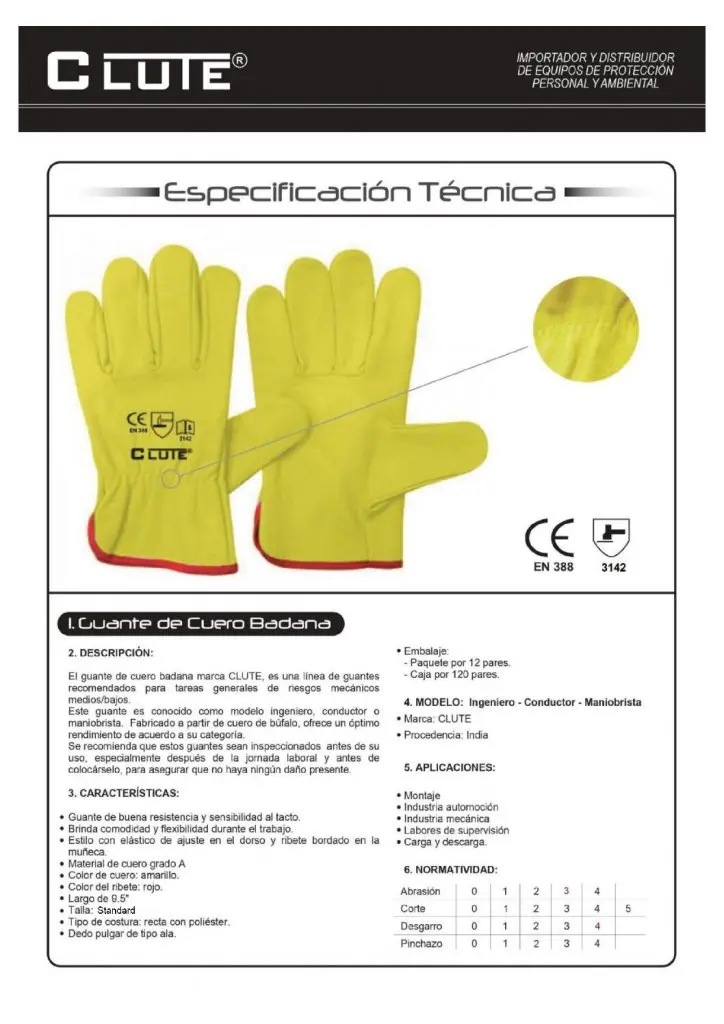 C LUTE®
IMPORTADOR Y DISTRIBUIDOR
DE EQUIPOS DE PROTECCIÓN
PERSONAL Y AMBIENTAL
Especificación Técnica
CE
EN 388
3142
C LUTE®
CE
EN 388
3142
1. Guante de Cuero Badana
2. DESCRIPCIÓN:
El guante de cuero badana marca CLUTE, es una línea de guantes
recomendados para tareas generales de riesgos mecánicos
medios/bajos.
Este guante es conocido como modelo ingeniero, conductor o
maniobrista. Fabricado a partir de cuero de búfalo, ofrece un óptimo
rendimiento de acuerdo a su categoría.
Se recomienda que estos guantes sean inspeccionados antes de su
uso, especialmente después de la jornada laboral y antes de
colocárselo, para asegurar que no haya ningún daño presente.
3. CARACTERÍSTICAS:
• Guante de buena resistencia y sensibilidad al tacto.
• Brinda comodidad y flexibilidad durante el trabajo.
• Estilo con elástico de ajuste en el dorso y ribete bordado en la
muñeca.
• Material de cuero grado A
• Color de cuero: amarillo.
• Color del ribete: rojo.
• Largo de 9.5"
• Talla: Standard
• Tipo de costura: recta con poliéster.
• Dedo pulgar de tipo ala.
• Embalaje:
- Paquete por 12 pares.
- Caja por 120 pares.
4. MODELO: Ingeniero - Conductor - Maniobrista
• Marca: CLUTE
• Procedencia: India
5. APLICACIONES:
• Montaje
• Industria automoción
• Industria mecánica
• Labores de supervisión
• Carga y descarga.
6. NORMATIVIDAD:
Abrasión 0 1 2 3 4
Corte 0 1 2 3 4 5
Desgarro 0 1 2 3 4
Pinchazo 0 1 2 3 4